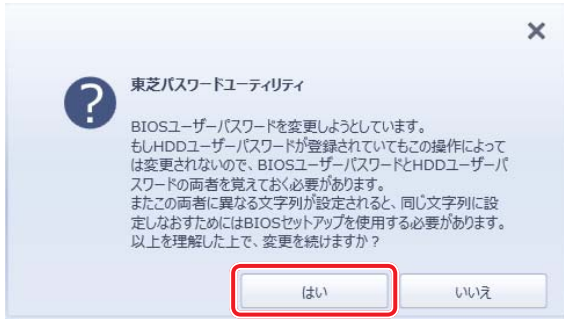 東芝パスワードユーティリティ
BIOSユーザーパスワードを変更しようとしています。
もしHDDユーザーパスワードが登録されていてもこの操作によって
は変更されないので、BIOSユーザーパスワードとHDDユーザーパ
スワードの両者を覚えておく必要があります。
またこの両者に異なる文字列が設定されると、同じ文字列に設
定しなおすためにはBIOSセットアップを使用する必要があります。
以上を理解した上で、変更を続けますか？
はい
いいえ